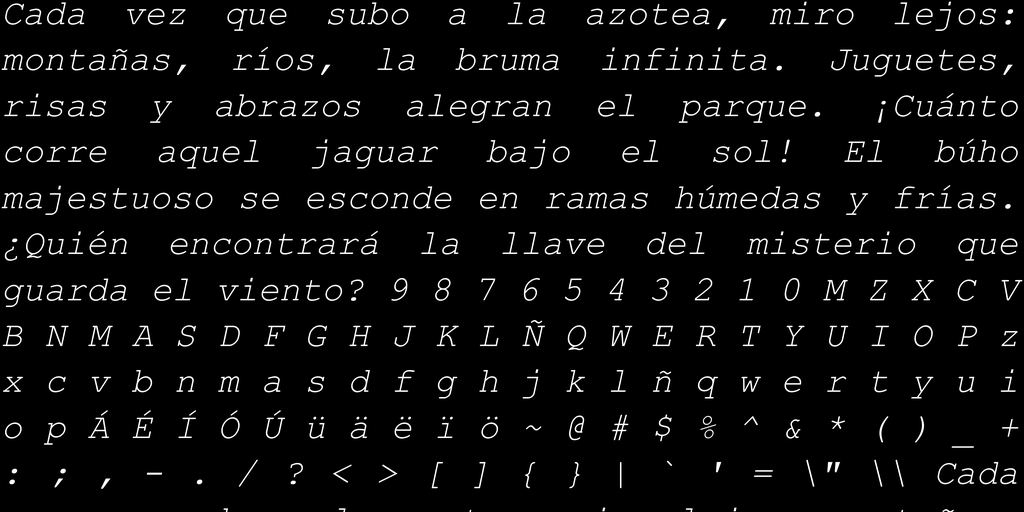 Cada vez que subo a la azotea, miro lejos:
montañas, ríos, la bruma infinita. Juguetes,
risas y abrazos alegran el parque. ¡Cuánto
corre aquel jaguar bajo el sol! El búho
majestuoso se esconde en ramas húmedas y frías.
¿Quién encontrará la llave del misterio que
guarda el viento? 9 8 7 6 5 4 3 2 1 0 M Z X C V
B N M A S D F G H J K L Ñ Q W E R T Y U I O P z
x c v b n m a s d f g h j k l ñ q w e r t y u i
o p Á É Í Ó Ú ü ä ë ï ö ~ @ # $ % ^ & * ( ) _ +
: ; , - . / ? < > [ ] { } | ` ' = \" \\ Cada